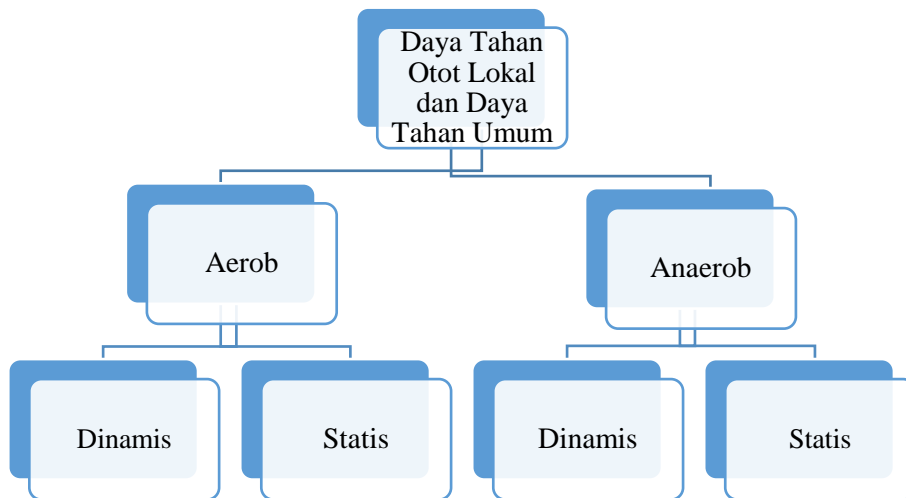 Daya Tahan
Otot Lokal
dan Daya
Tahan Umum
Aerob
Anaerob
Dinamis
Statis
Dinamis
Statis